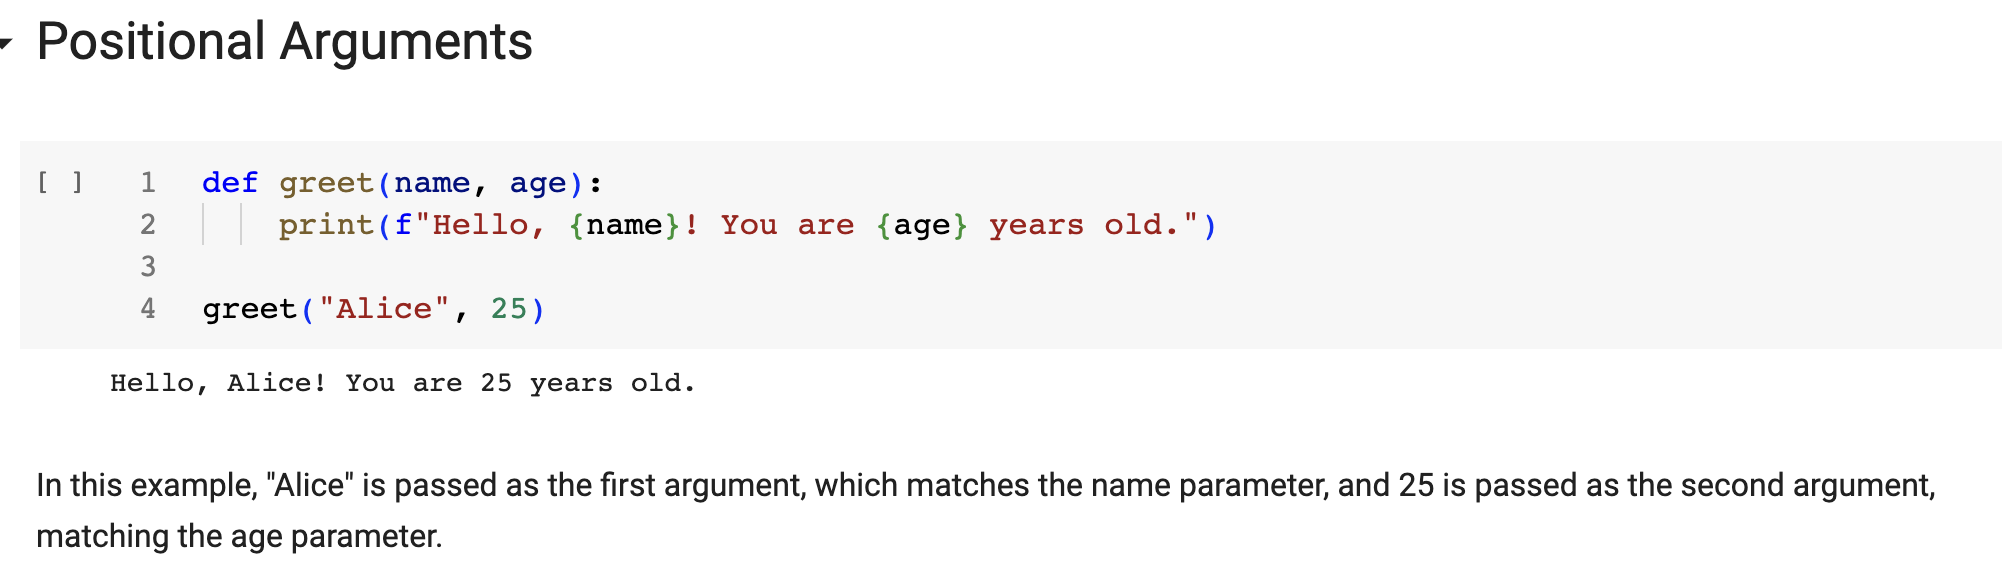 Positional Arguments
[ ] 1 def greet(name, age):
2     print(f"Hello, {name}! You are {age} years old.")
3
4 greet("Alice", 25)
Hello, Alice! You are 25 years old.
In this example, "Alice" is passed as the first argument, which matches the name parameter, and 25 is passed as the second argument,
matching the age parameter.